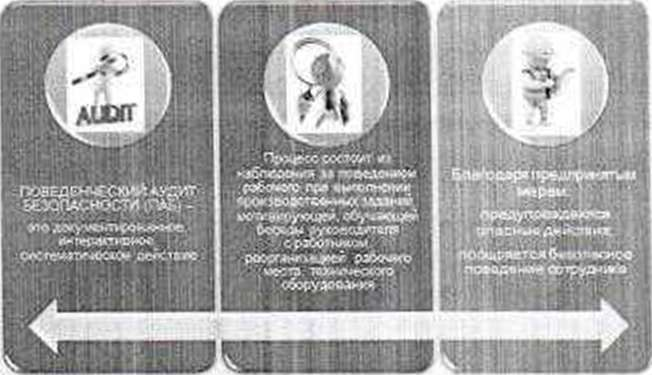 AUDIT
ПОВЕДЕНЧЕСКИЙ АУДИТ
БЕЗОПАСНОСТИ (ПАБ) –
это документированное,
интерактивное,
систематическое действие
Процесс состоит из
наблюдения за поведением
рабочего при выполнении
производственных заданий,
мотивирующей, обучающей
беседы руководителя
с работником,
реорганизацией рабочего
места, технического
оборудования
Благодаря предпринятым
мерам:
предупреждаются
опасные действия;
поощряется безопасное
поведение сотрудников